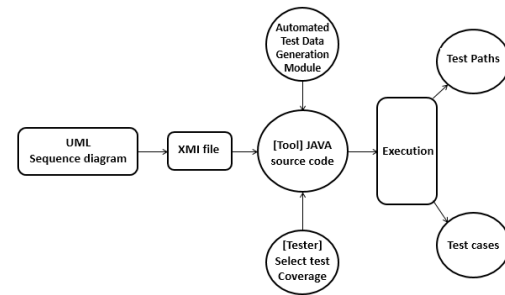 Automated
Test Data
Generation
Module
Test Paths
UML
Sequence diagram
XMI file
[Tool] JAVA
source code
Execution
[Tester]
Select test
Coverage
Test cases